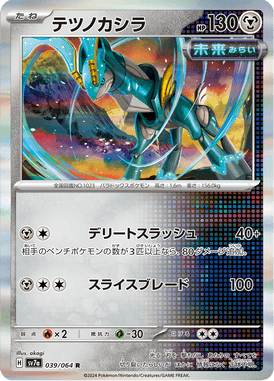 たね テツノカシラ HP130
未来 みらい
全国図鑑NO.1023 パラドックスポケモン 高さ:1.6m 重さ:156.0kg
デリートスラッシュ 40+
相手のベンチポケモンの数が3匹以上なら、80ダメージ追加。
スライスブレード 100
弱点 ×2 抵抗力 -30 にげる
illus. okagi
H sv7a 039/064 R
©2024 Pokémon/Nintendo/Creatures/GAME FREAK.